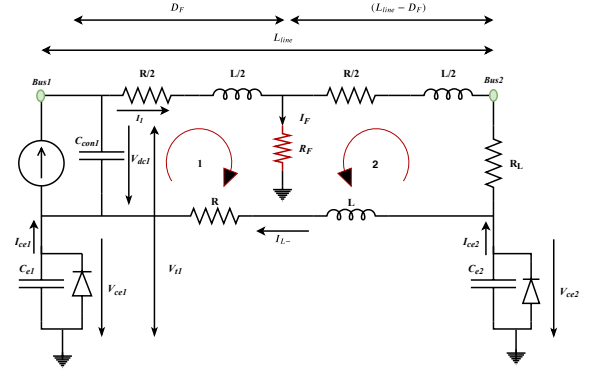 D_F
(L_line − D_F)
L_line
Bus1
Bus2
R/2
L/2
R/2
L/2
I_1
I_F
C_con1
V_dc1
R_F
1
2
R_L
R
L
I_L−
I_ce1
I_ce2
C_e1
V_ce1
V_t1
C_e2
V_ce2